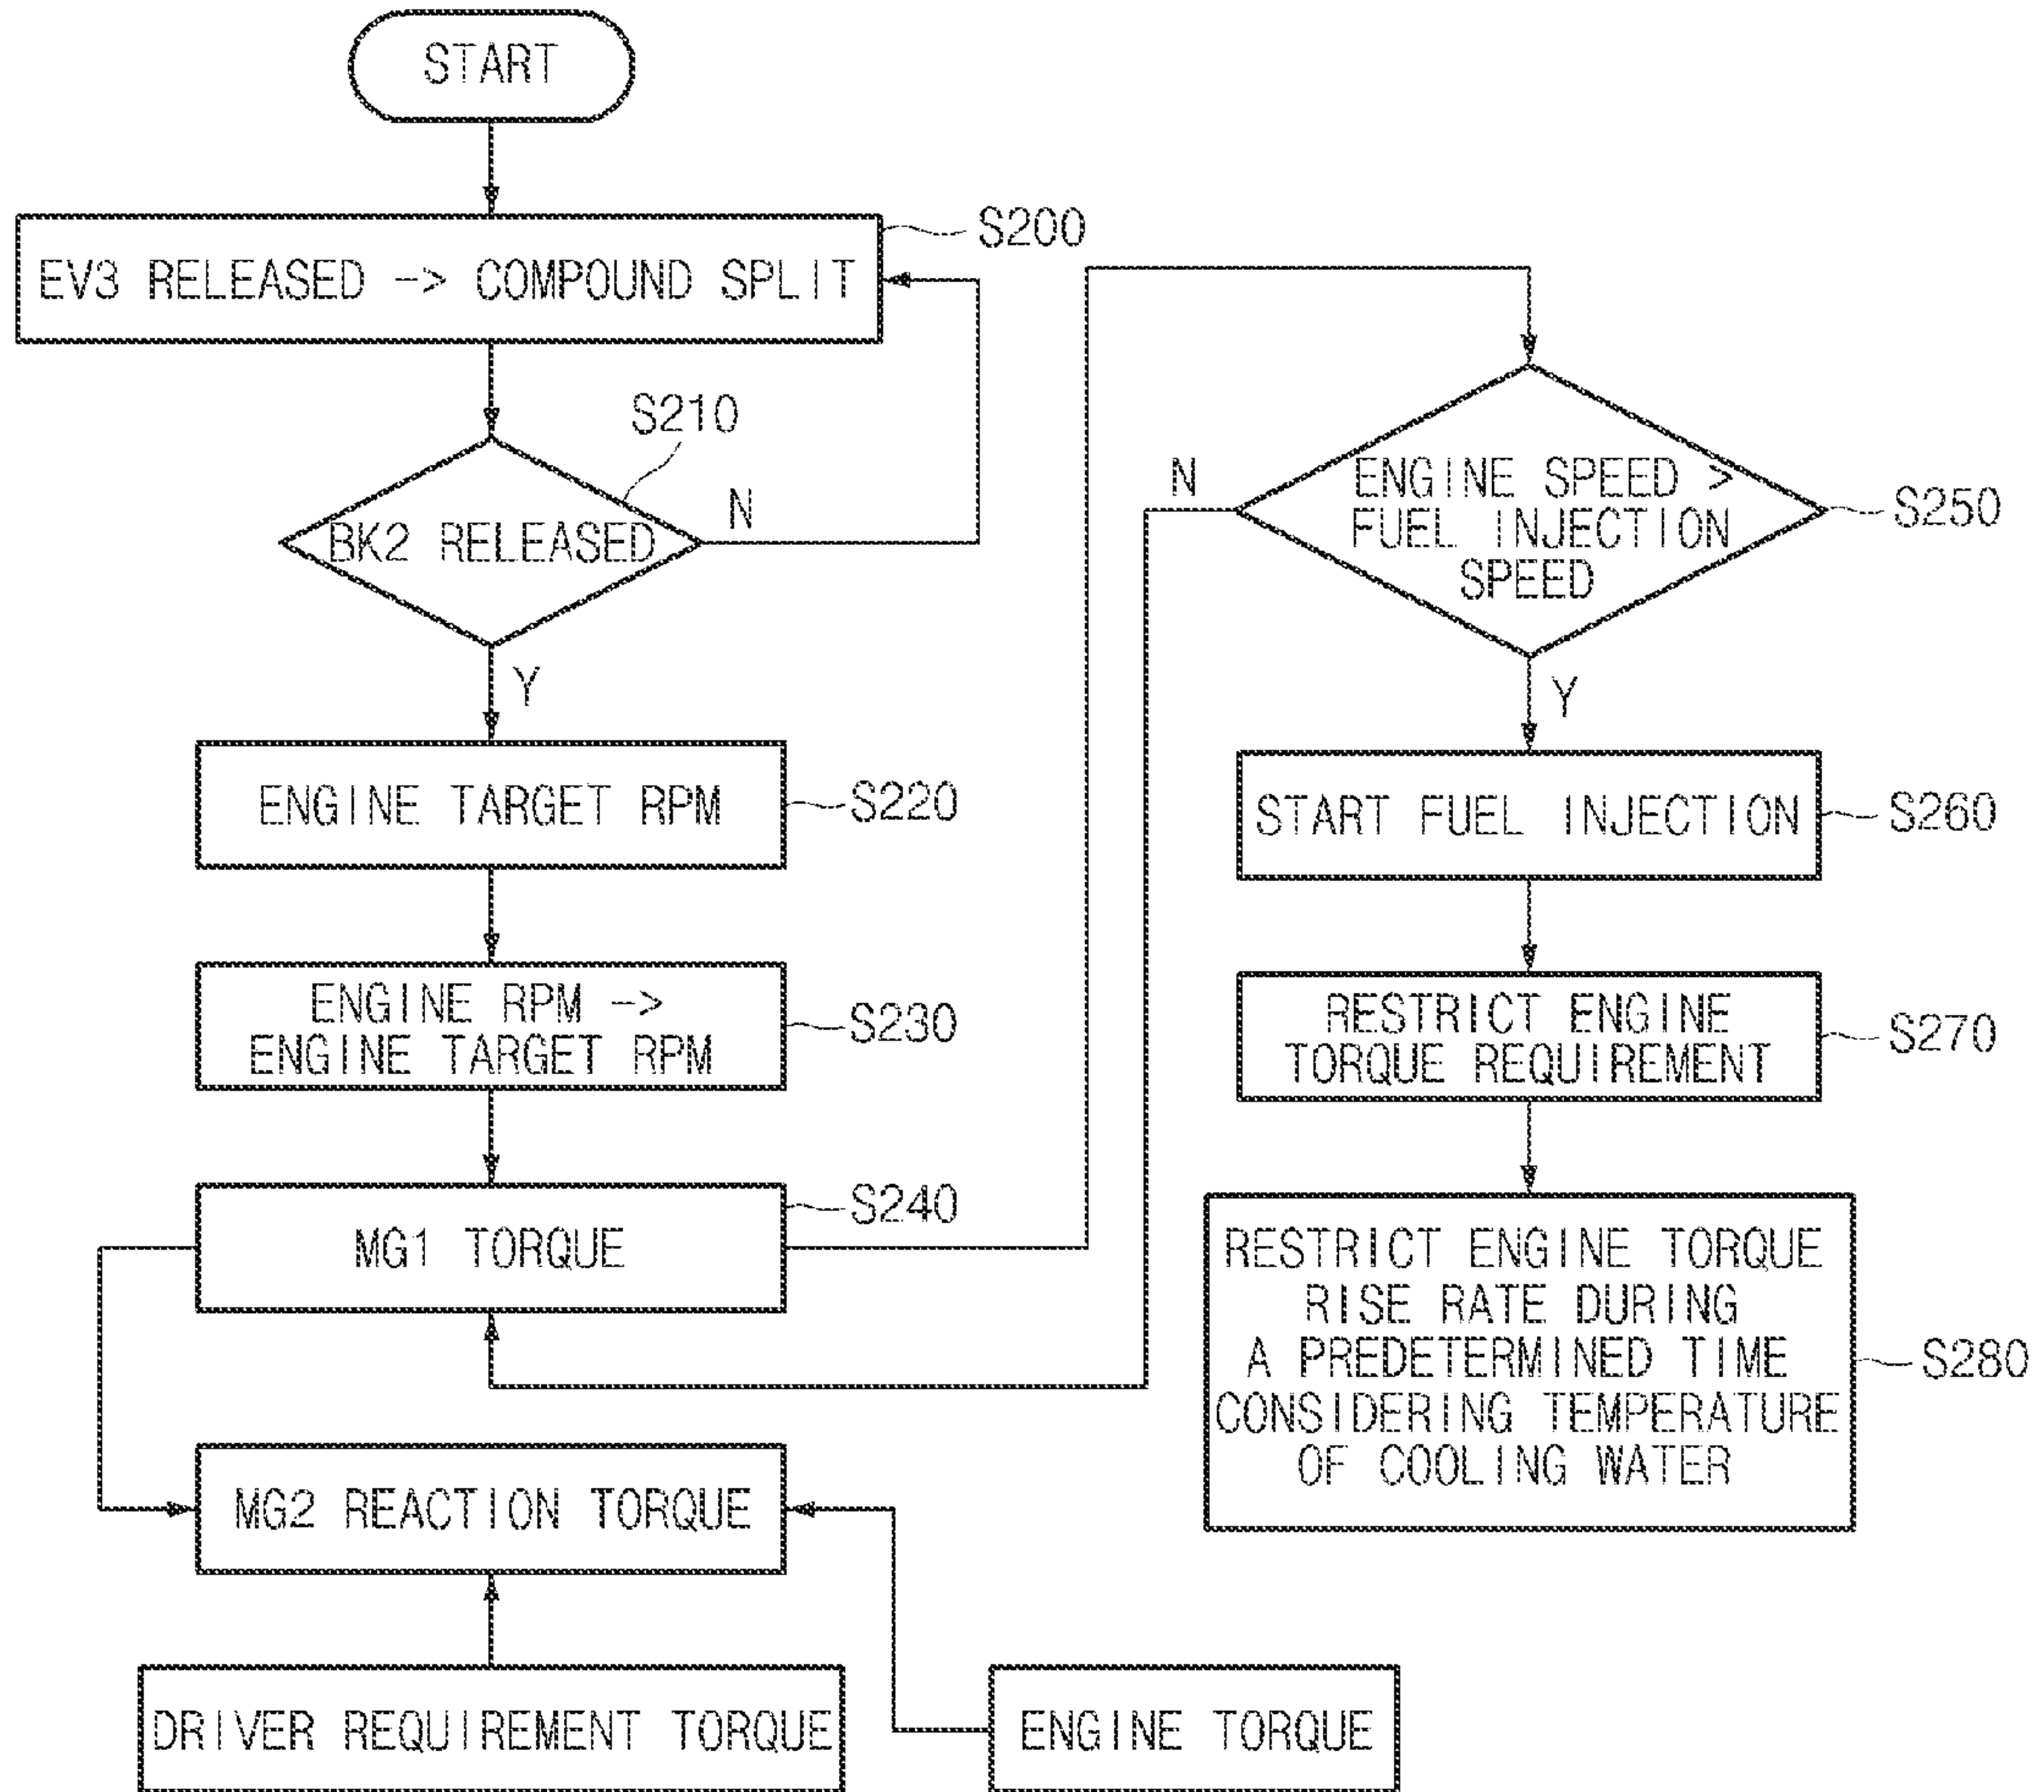 START
EV3 RELEASED -> COMPOUND SPLIT
S200
BK2 RELEASED
S210
N
Y
ENGINE TARGET RPM
S220
ENGINE RPM ->
ENGINE TARGET RPM
S230
MG1 TORQUE
S240
MG2 REACTION TORQUE
DRIVER REQUIREMENT TORQUE
ENGINE TORQUE
ENGINE SPEED >
FUEL INJECTION
SPEED
S250
N
Y
START FUEL INJECTION
S260
RESTRICT ENGINE
TORQUE REQUIREMENT
S270
RESTRICT ENGINE TORQUE
RISE RATE DURING
A PREDETERMINED TIME
CONSIDERING TEMPERATURE
OF COOLING WATER
S280